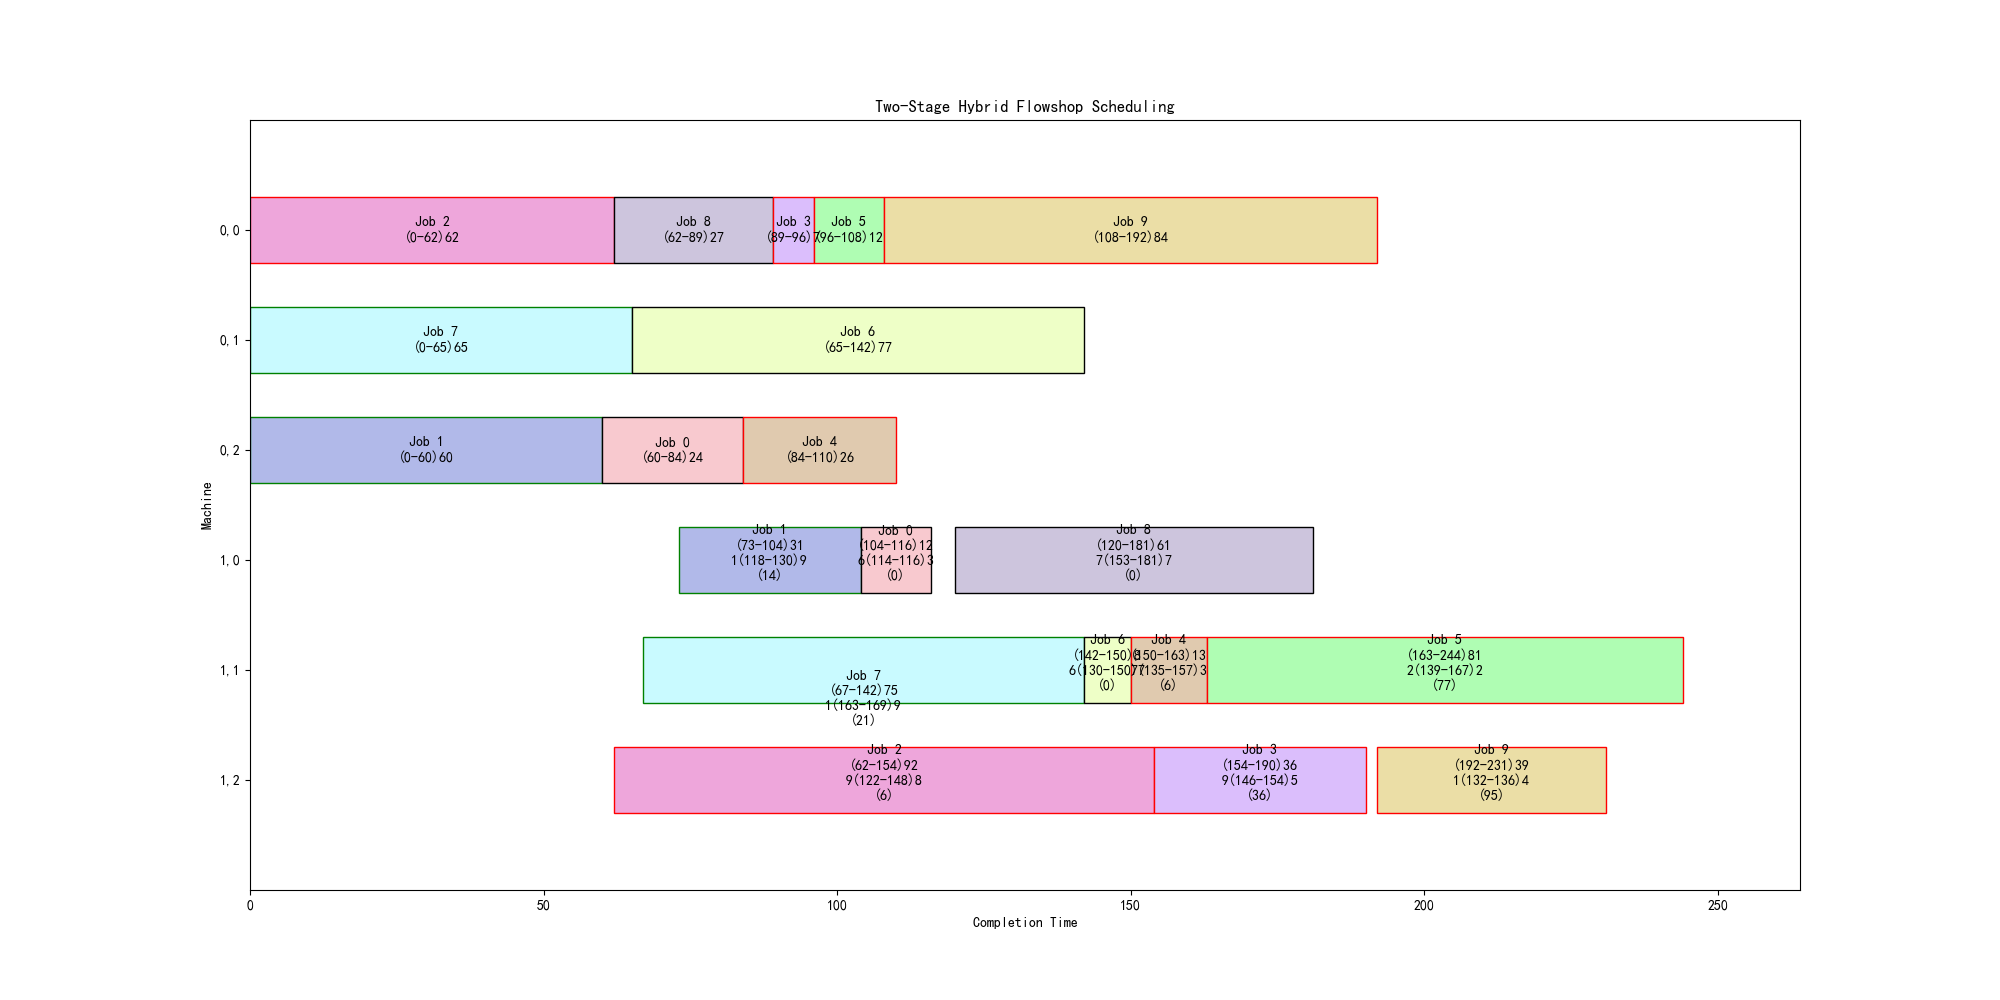 Two-Stage Hybrid Flowshop Scheduling
Machine
0,0
Job 2
(0-62)62
Job 8
(62-89)27
Job 3
(89-96)7
Job 5
(96-108)12
Job 9
(108-192)84
0,1
Job 7
(0-65)65
Job 6
(65-142)77
0,2
Job 1
(0-60)60
Job 0
(60-84)24
Job 4
(84-110)26
1,0
Job 1
(73-104)31
1(118-130)9
(14)
Job 0
(104-116)12
6(114-116)3
(0)
Job 8
(120-181)61
7(153-181)7
(0)
1,1
Job 7
(67-142)75
1(163-169)9
(21)
Job 6
(142-150)8
6(130-150)7
(0)
Job 4
(150-163)13
(135-157)3
(6)
Job 5
(163-244)81
2(139-167)2
(77)
1,2
Job 2
(62-154)92
9(122-148)8
(6)
Job 3
(154-190)36
9(146-154)5
(36)
Job 9
(192-231)39
1(132-136)4
(95)
0
50
100
150
200
250
Completion Time